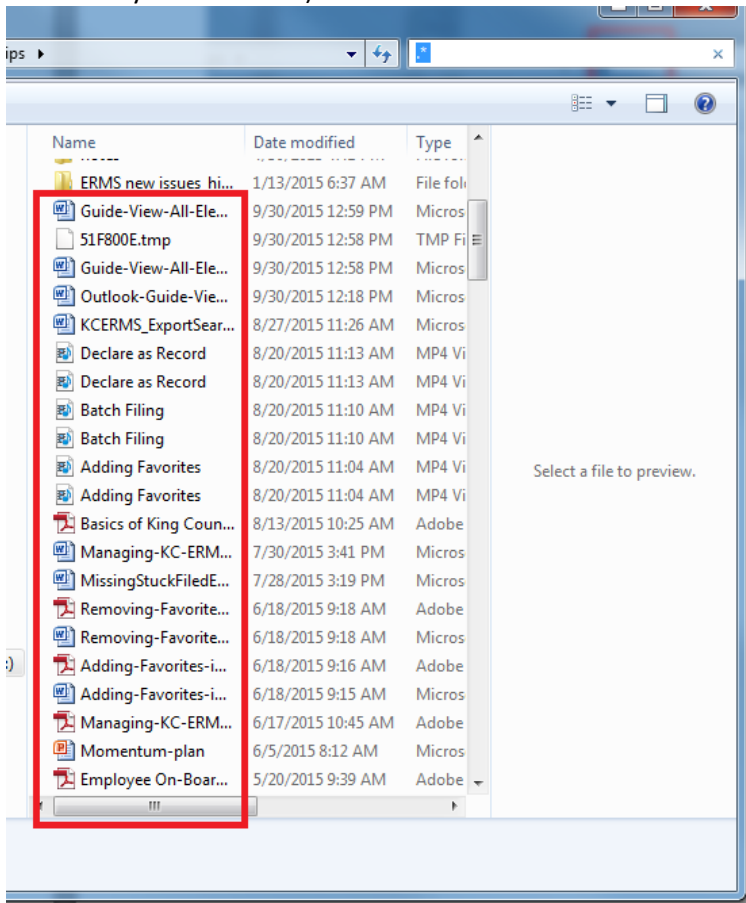 ips
.*
Name Date modified Type
ERMS new issues hi... 1/13/2015 6:37 AM File fol
Guide-View-All-Ele... 9/30/2015 12:59 PM Micros
51F800E.tmp 9/30/2015 12:58 PM TMP Fi
Guide-View-All-Ele... 9/30/2015 12:58 PM Micros
Outlook-Guide-Vie... 9/30/2015 12:18 PM Micros
KCERMS_ExportSear... 8/27/2015 11:26 AM Micros
Declare as Record 8/20/2015 11:13 AM MP4 Vi
Declare as Record 8/20/2015 11:13 AM MP4 Vi
Batch Filing 8/20/2015 11:10 AM MP4 Vi
Batch Filing 8/20/2015 11:10 AM MP4 Vi
Adding Favorites 8/20/2015 11:04 AM MP4 Vi
Adding Favorites 8/20/2015 11:04 AM MP4 Vi
Basics of King Coun... 8/13/2015 10:25 AM Adobe
Managing-KC-ERM... 7/30/2015 3:41 PM Micros
MissingStuckFiledE... 7/28/2015 3:19 PM Micros
Removing-Favorite... 6/18/2015 9:18 AM Adobe
Removing-Favorite... 6/18/2015 9:18 AM Micros
:)
Adding-Favorites-i... 6/18/2015 9:16 AM Adobe
Adding-Favorites-i... 6/18/2015 9:15 AM Micros
Managing-KC-ERM... 6/17/2015 10:45 AM Adobe
Momentum-plan 6/5/2015 8:12 AM Micros
Employee On-Boar... 5/20/2015 9:39 AM Adobe
Select a file to preview.